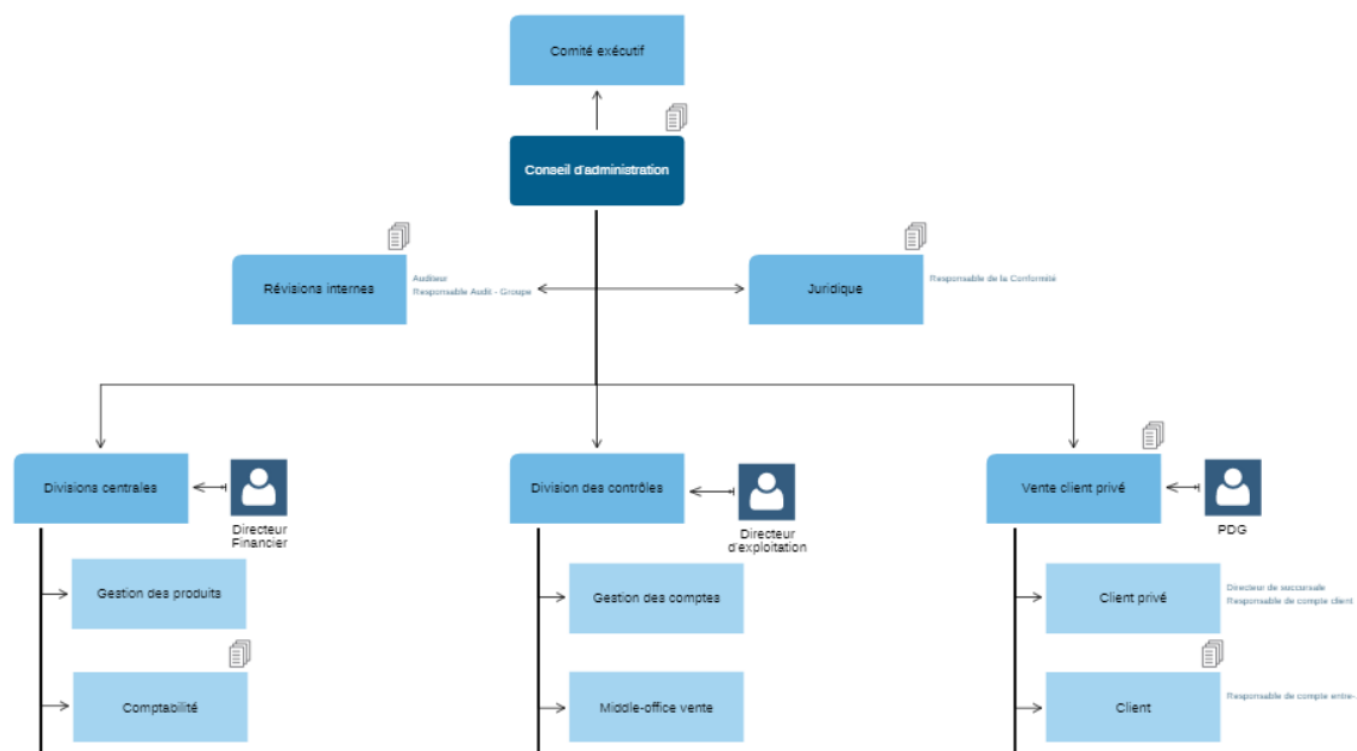 Comité exécutif
Conseil d'administration
Révisions internes
Auditeur
Responsable Audit - Groupe
Juridique
Responsable de la Conformité
Divisions centrales
Directeur
Financier
Division des contrôles
Directeur
d'exploitation
Vente client privé
PDG
Gestion des produits
Gestion des comptes
Client privé
Directeur de succursale
Responsable de compte client
Comptabilité
Middle-office vente
Client
Responsable de compte entre-